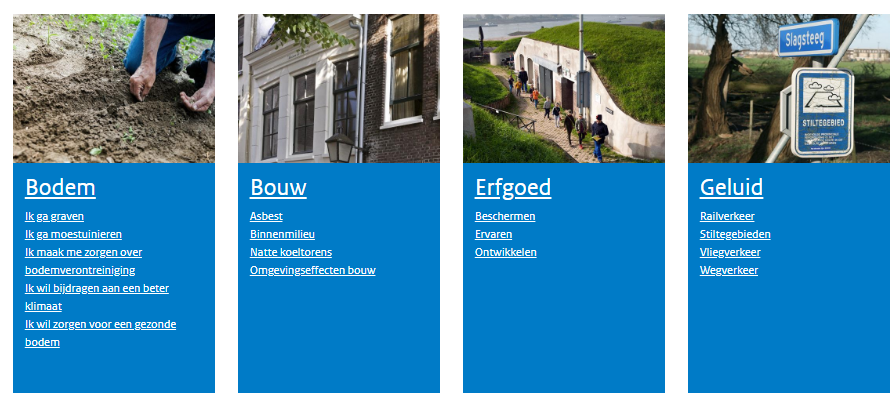 Slagsteeg
STILTEGEBIED
Bodem
Ik ga graven
Ik ga moestuinieren
Ik maak me zorgen over
bodemverontreiniging
Ik wil bijdragen aan een beter
klimaat
Ik wil zorgen voor een gezonde
bodem
Bouw
Asbest
Binnenmilieu
Natte koeltorens
Omgevingseffecten bouw
Erfgoed
Beschermen
Ervaren
Ontwikkelen
Geluid
Railverkeer
Stiltegebieden
Vliegverkeer
Wegverkeer